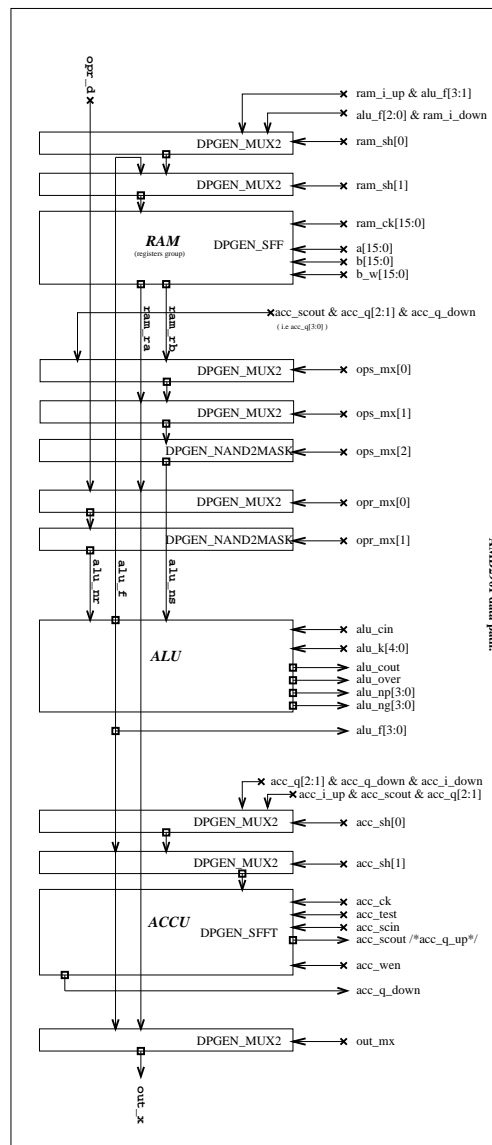 opr_d
ram_i_up & alu_f[3:1]
alu_f[2:0] & ram_i_down
DPGEN_MUX2
ram_sh[0]
DPGEN_MUX2
ram_sh[1]
RAM
(registers group)
DPGEN_SFF
ram_ck[15:0]
a[15:0]
b[15:0]
b_w[15:0]
ram_ra
ram_rb
acc_scout & acc_q[2:1] & acc_q_down
( i.e acc_q[3:0] )
DPGEN_MUX2
ops_mx[0]
DPGEN_MUX2
ops_mx[1]
DPGEN_NAND2MASK
ops_mx[2]
DPGEN_MUX2
opr_mx[0]
DPGEN_NAND2MASK
opr_mx[1]
alu_nr
alu_f
alu_ns
ALU
alu_cin
alu_k[4:0]
alu_cout
alu_over
alu_np[3:0]
alu_ng[3:0]
alu_f[3:0]
acc_q[2:1] & acc_q_down & acc_i_down
acc_i_up & acc_scout & acc_q[2:1]
DPGEN_MUX2
acc_sh[0]
DPGEN_MUX2
acc_sh[1]
ACCU
DPGEN_SFFT
acc_ck
acc_test
acc_scin
acc_scout /*acc_q_up*/
acc_wen
acc_q_down
DPGEN_MUX2
out_mx
out_x